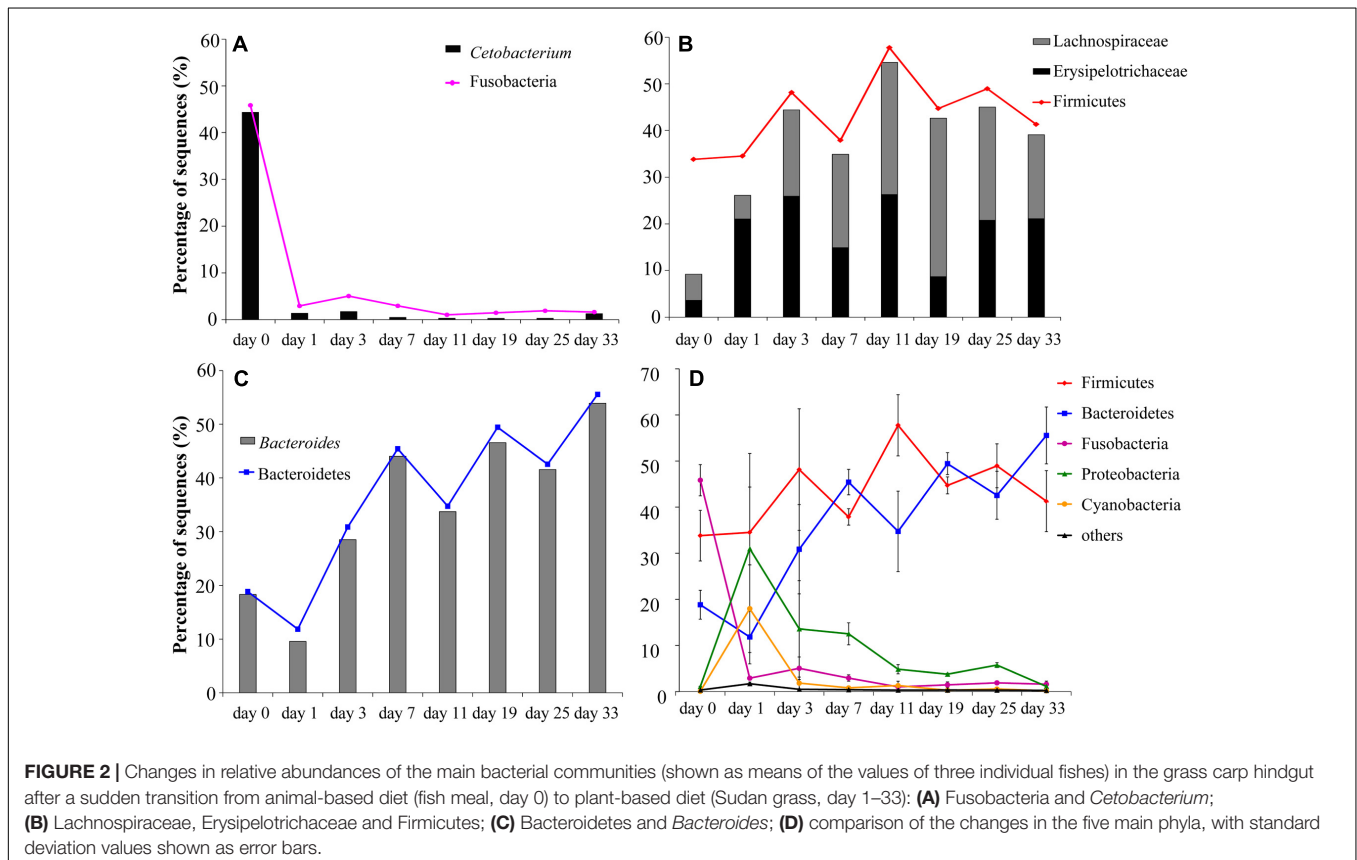 A
Percentage of sequences (%)
60
50
40
30
20
10
0
Cetobacterium
Fusobacteria
day 0 day 1 day 3 day 7 day 11 day 19 day 25 day 33
B
60
50
40
30
20
10
0
Lachnospiraceae
Erysipelotrichaceae
Firmicutes
day 0 day 1 day 3 day 7 day 11 day 19 day 25 day 33
C
Percentage of sequences (%)
60
50
40
30
20
10
0
Bacteroides
Bacteroidetes
day 0 day 1 day 3 day 7 day 11 day 19 day 25 day 33
D
70
60
50
40
30
20
10
0
Firmicutes
Bacteroidetes
Fusobacteria
Proteobacteria
Cyanobacteria
others
day 0 day 1 day 3 day 7 day 11 day 19 day 25 day 33
FIGURE 2 | Changes in relative abundances of the main bacterial communities (shown as means of the values of three individual fishes) in the grass carp hindgut
after a sudden transition from animal-based diet (fish meal, day 0) to plant-based diet (Sudan grass, day 1–33): (A) Fusobacteria and Cetobacterium;
(B) Lachnospiraceae, Erysipelotrichaceae and Firmicutes; (C) Bacteroidetes and Bacteroides; (D) comparison of the changes in the five main phyla, with standard
deviation values shown as error bars.